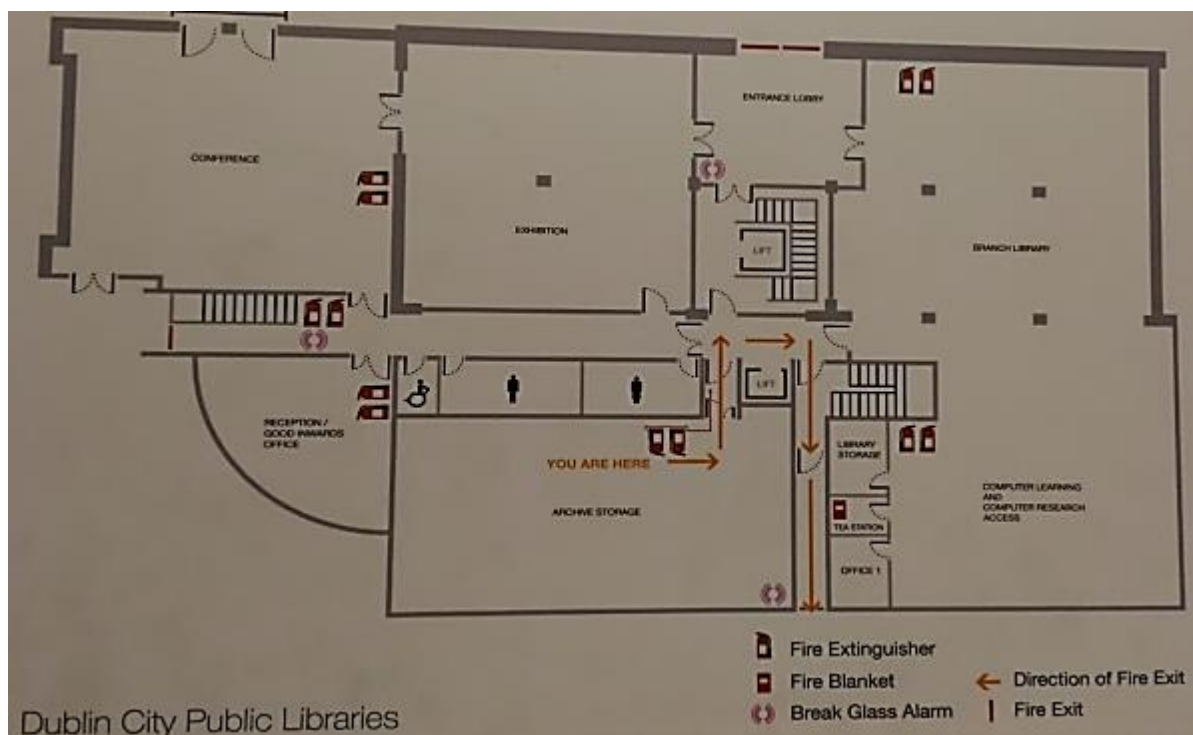 ENTRANCE LOBBY
CONFERENCE
EXHIBITION
LIFT
BRANCH LIBRARY
LIFT
RECEPTION /
GOOD INWARDS
OFFICE
YOU ARE HERE
ARCHIVE STORAGE
LIBRARY
STORAGE
TEA STATION
OFFICE 1
COMPUTER LEARNING
AND
COMPUTER RESEARCH
ACCESS
Fire Extinguisher
Fire Blanket
Break Glass Alarm
Direction of Fire Exit
Fire Exit
Dublin City Public Libraries